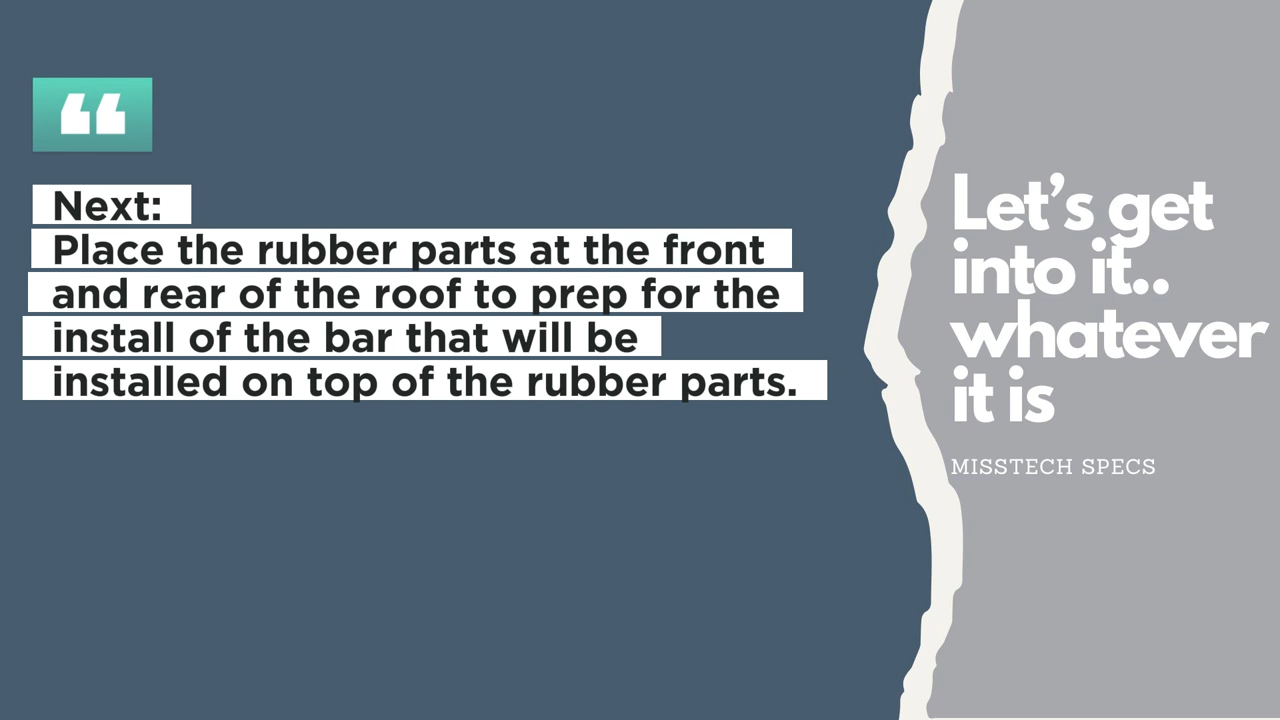 “
Next:
Place the rubber parts at the front
and rear of the roof to prep for the
install of the bar that will be
installed on top of the rubber parts.
Let’s get
into it..
whatever
it is
MISSTECH SPECS